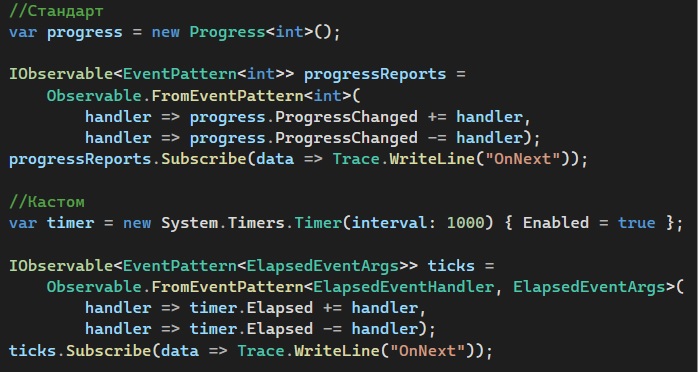 //Стандарт
var progress = new Progress<int>();
IObservable<EventPattern<int>> progressReports =
Observable.FromEventPattern<int>(
handler => progress.ProgressChanged += handler,
handler => progress.ProgressChanged -= handler);
progressReports.Subscribe(data => Trace.WriteLine("OnNext"));
//Кастом
var timer = new System.Timers.Timer(interval: 1000) { Enabled = true };
IObservable<EventPattern<ElapsedEventArgs>> ticks =
Observable.FromEventPattern<ElapsedEventHandler, ElapsedEventArgs>(
handler => timer.Elapsed += handler,
handler => timer.Elapsed -= handler);
ticks.Subscribe(data => Trace.WriteLine("OnNext"));